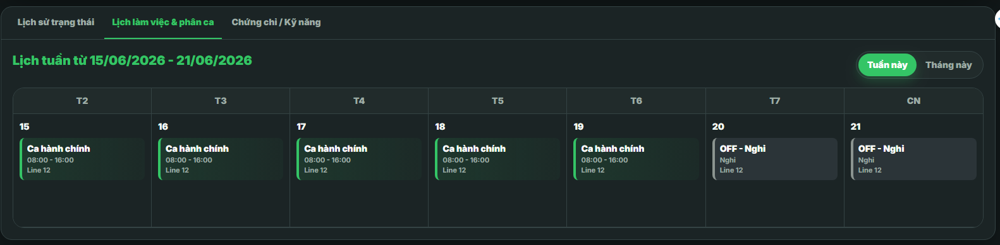 Lịch sử trạng thái
Lịch làm việc & phân ca
Chứng chỉ / Kỹ năng
Lịch tuần từ 15/06/2026 - 21/06/2026
Tuần này
Tháng này
T2
T3
T4
T5
T6
T7
CN
15
Ca hành chính
08:00 - 16:00
Line 12
16
Ca hành chính
08:00 - 16:00
Line 12
17
Ca hành chính
08:00 - 16:00
Line 12
18
Ca hành chính
08:00 - 16:00
Line 12
19
Ca hành chính
08:00 - 16:00
Line 12
20
OFF - Nghỉ
Nghỉ
Line 12
21
OFF - Nghỉ
Nghỉ
Line 12